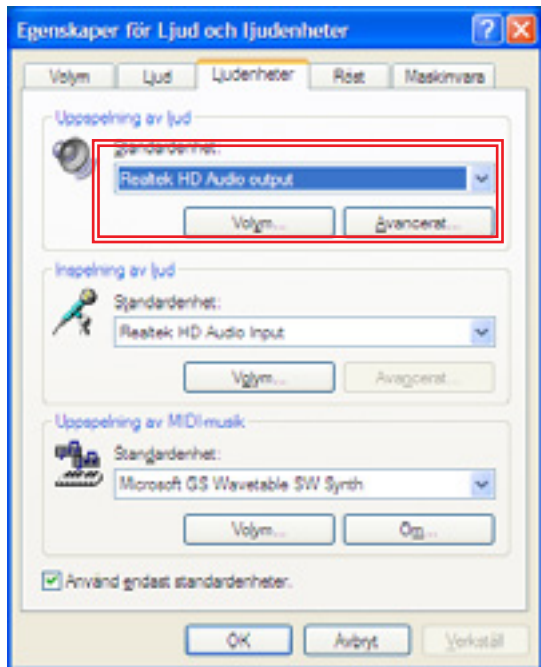 Egenskaper för Ljud och ljudenheter
Volym Ljud Ljudenheter Röst Maskinvara
Uppspelning av ljud
Standardenhet:
Realtek HD Audio output
Volym... Avancerat...
Inspelning av ljud
Standardenhet:
Realtek HD Audio Input
Volym... Avancerat...
Uppspelning av MIDI-musik
Standardenhet:
Microsoft GS Wavetable SW Synth
Volym... Om...
Använd endast standardenheter.
OK Avbryt Verkställ